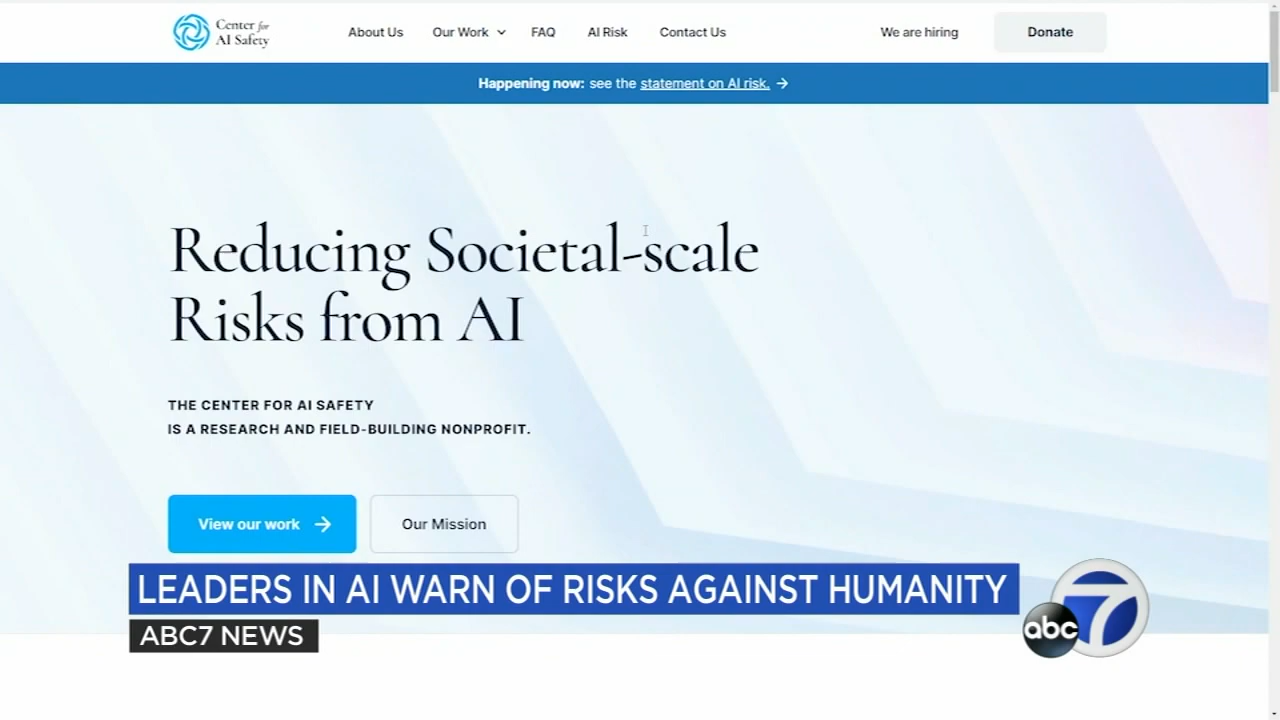 Center for
AI Safety
About Us Our Work FAQ AI Risk Contact Us We are hiring Donate
Happening now: see the statement on AI risk. →
Reducing Societal-scale
Risks from AI
THE CENTER FOR AI SAFETY
IS A RESEARCH AND FIELD-BUILDING NONPROFIT.
View our work → Our Mission
LEADERS IN AI WARN OF RISKS AGAINST HUMANITY
ABC7 NEWS
abc 7